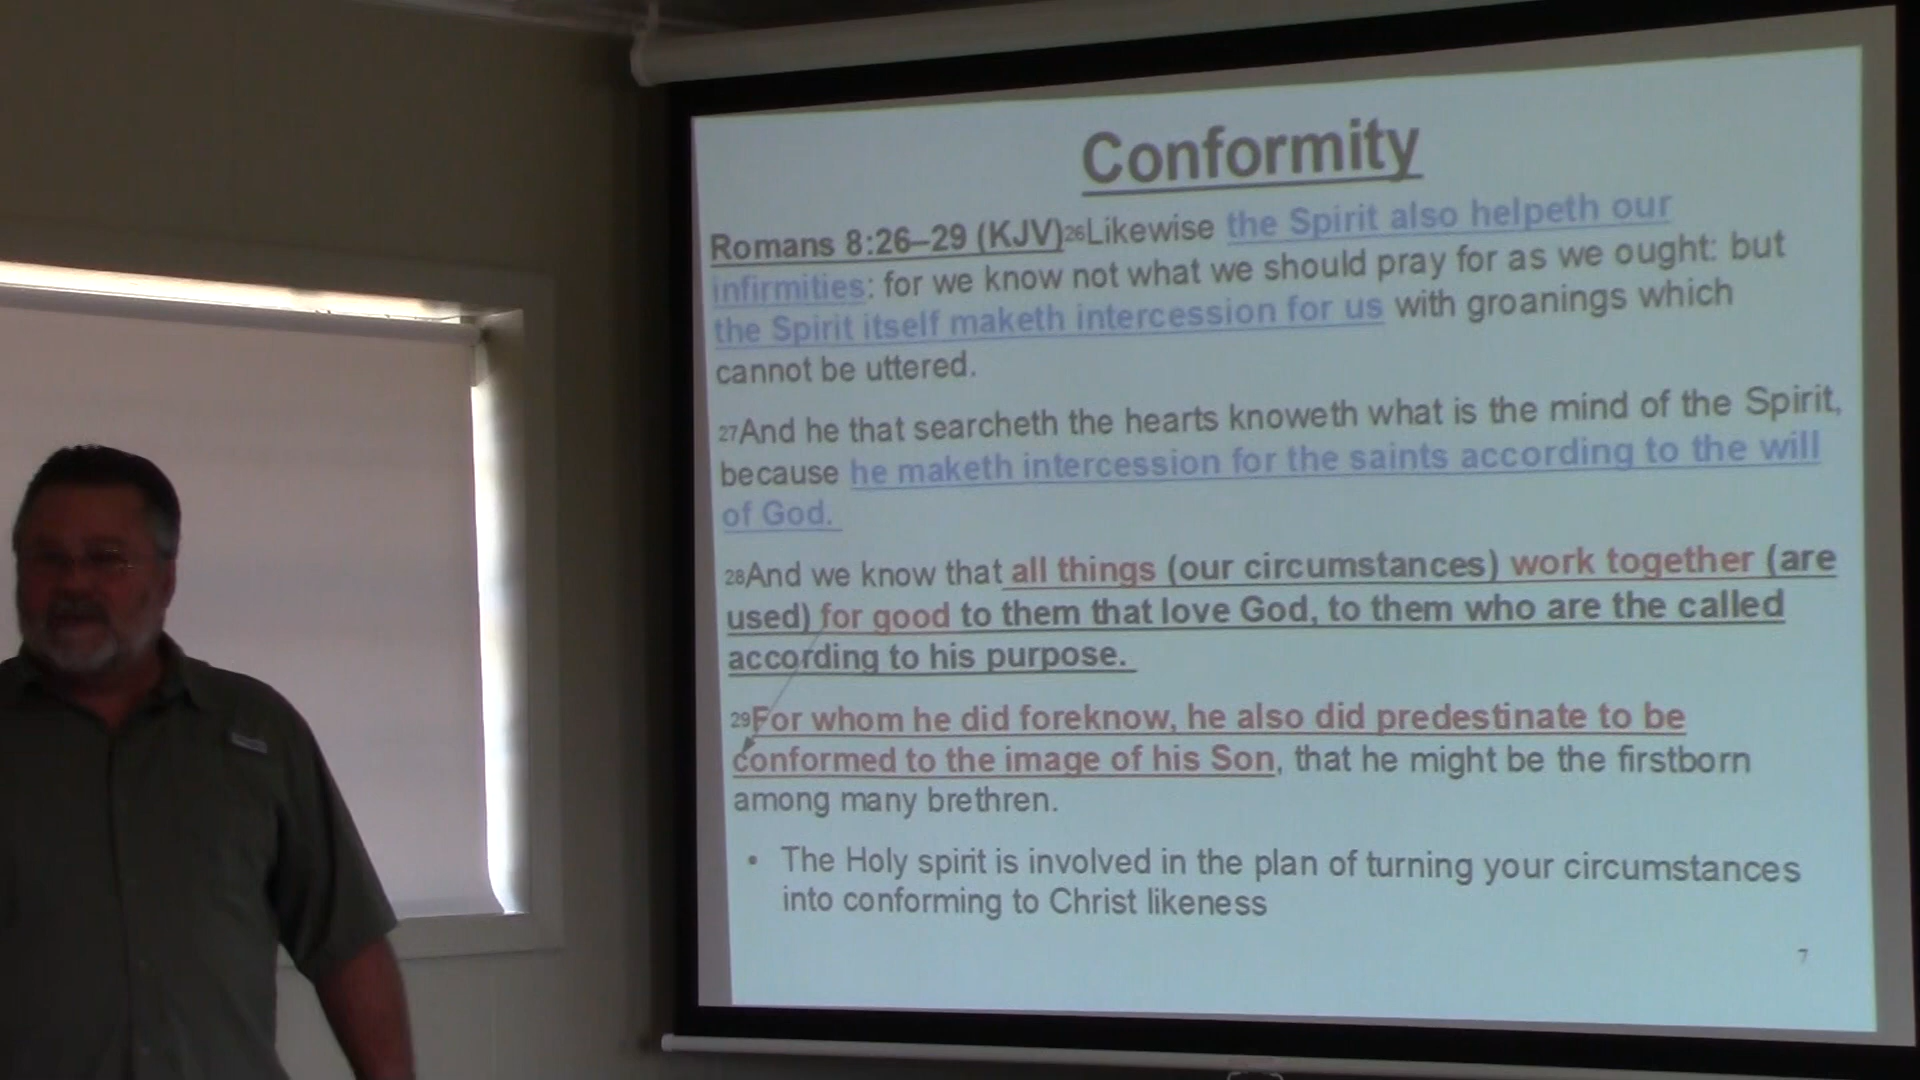 Conformity
Romans 8:26–29 (KJV)26Likewise the Spirit also helpeth our
infirmities: for we know not what we should pray for as we ought: but
the Spirit itself maketh intercession for us with groanings which
cannot be uttered.
27And he that searcheth the hearts knoweth what is the mind of the Spirit,
because he maketh intercession for the saints according to the will
of God.
28And we know that all things (our circumstances) work together (are
used) for good to them that love God, to them who are the called
according to his purpose.
29For whom he did foreknow, he also did predestinate to be
conformed to the image of his Son, that he might be the firstborn
among many brethren.
• The Holy spirit is involved in the plan of turning your circumstances
into conforming to Christ likeness
7